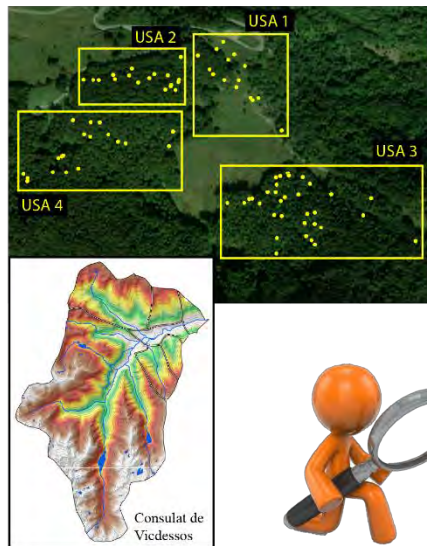 USA 1
USA 2
USA 3
USA 4
Consulat de
Vicdessos